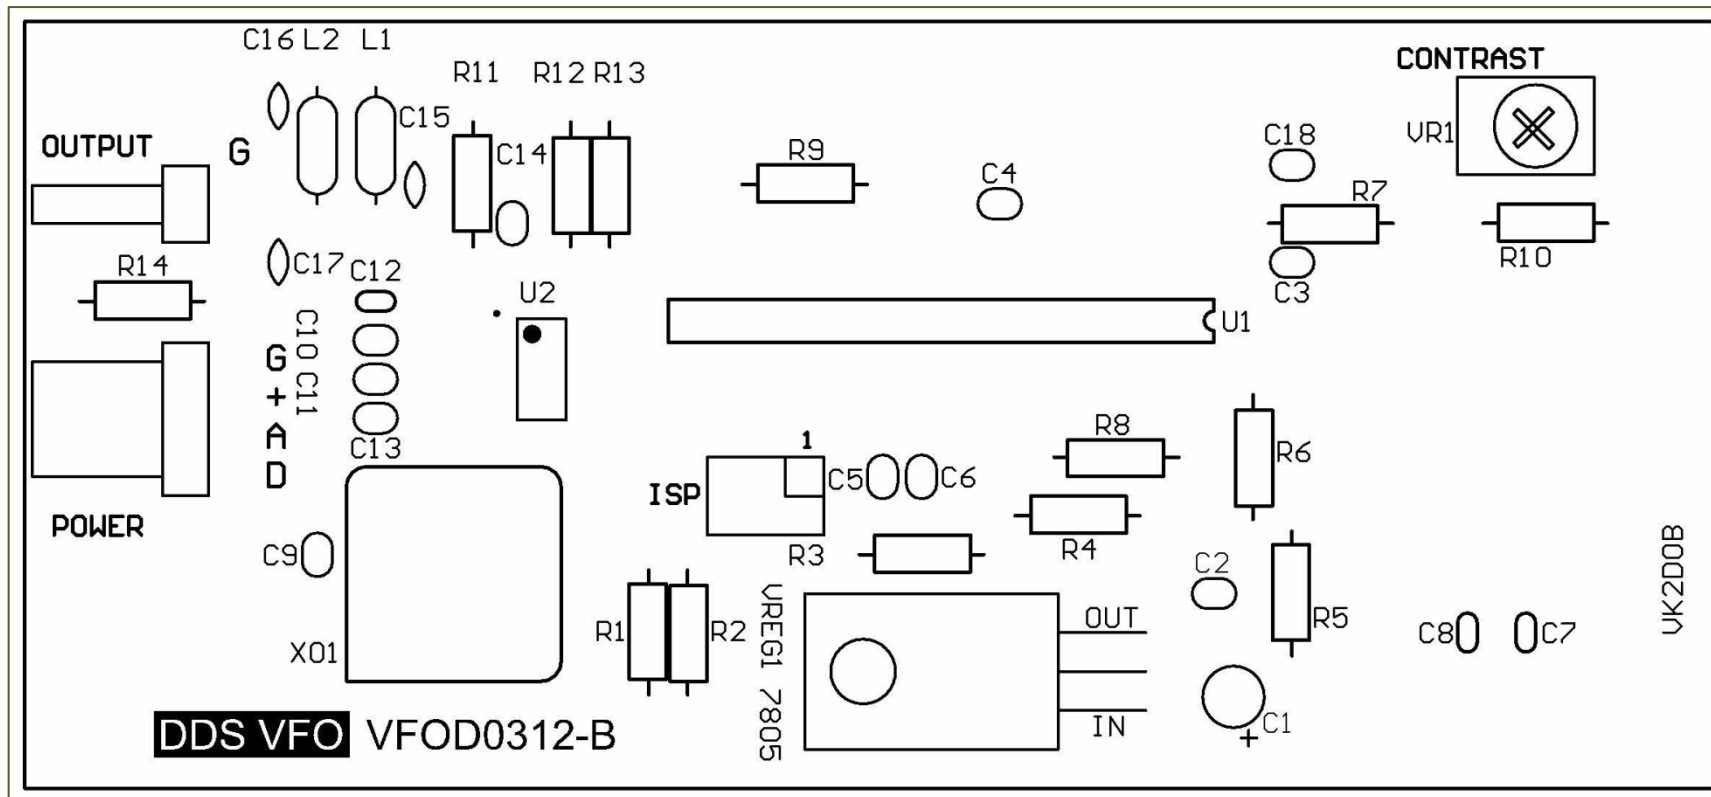 C16 L2 L1
CONTRAST
R11 R12 R13
C15
VR1
C18
OUTPUT
G
C14
R9
C4
R7
R10
R14
C17
C12
C3
U2
U1
C10
C11
G
+
A
D
C13
R8
R6
1
ISP
C5
C6
POWER
R3
R4
C9
C2
R1
R2
VREG1 7805
OUT
R5
C8
C7
VK2DOB
XO1
IN
C1
+
DDS VFO VFOD0312-B